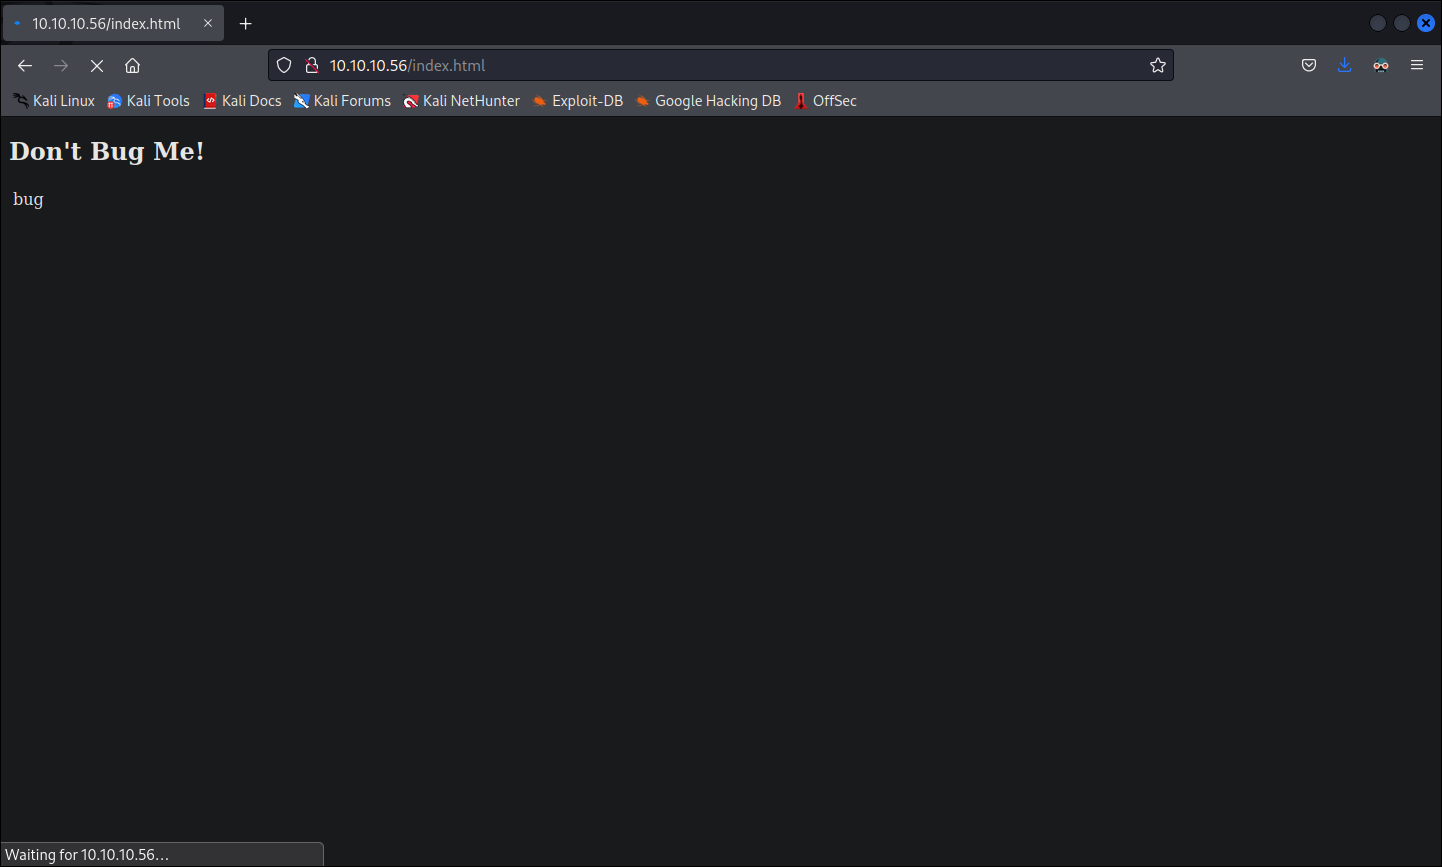 10.10.10.56/index.html
10.10.10.56/index.html
Kali Linux Kali Tools Kali Docs Kali Forums Kali NetHunter Exploit-DB Google Hacking DB OffSec
Don't Bug Me!
bug
Waiting for 10.10.10.56…